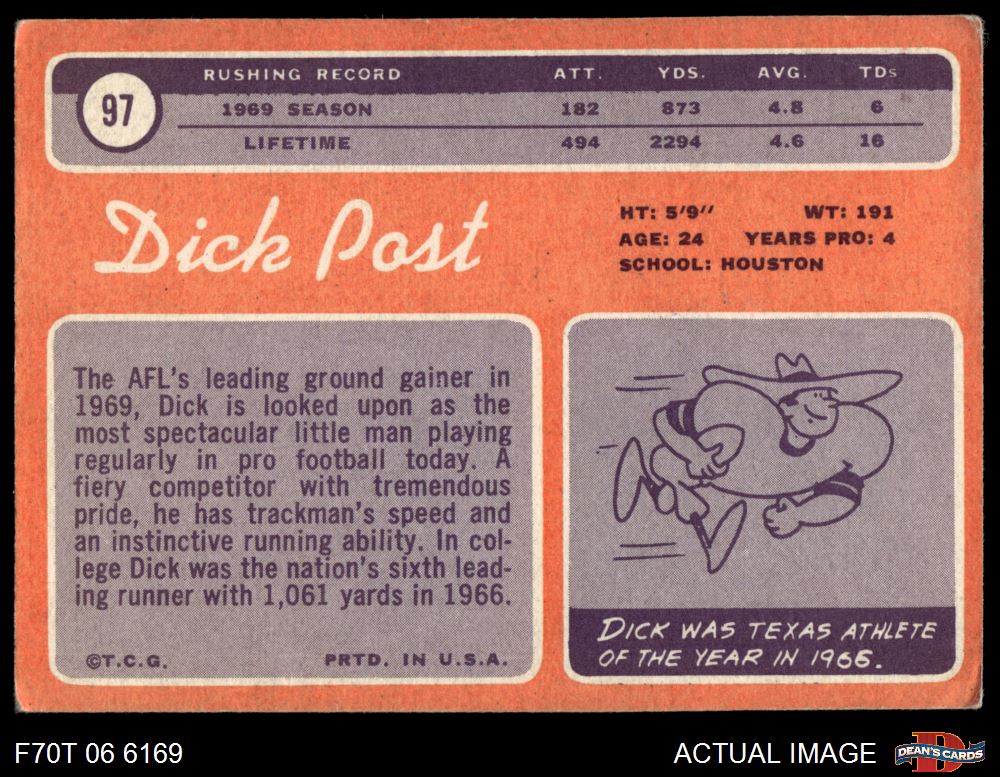 97
RUSHING RECORD ATT. YDS. AVG. TDs
1969 SEASON 182 873 4.8 6
LIFETIME 494 2294 4.6 16
Dick Post
HT: 5'9" WT: 191
AGE: 24 YEARS PRO: 4
SCHOOL: HOUSTON
The AFL's leading ground gainer in
1969, Dick is looked upon as the
most spectacular little man playing
regularly in pro football today. A
fiery competitor with tremendous
pride, he has trackman's speed and
an instinctive running ability. In col-
lege Dick was the nation's sixth lead-
ing runner with 1,061 yards in 1966.
©T.C.G. PRTD. IN U.S.A.
DICK WAS TEXAS ATHLETE
OF THE YEAR IN 1966.
F70T 06 6169
ACTUAL IMAGE
D
DEAN'S CARDS